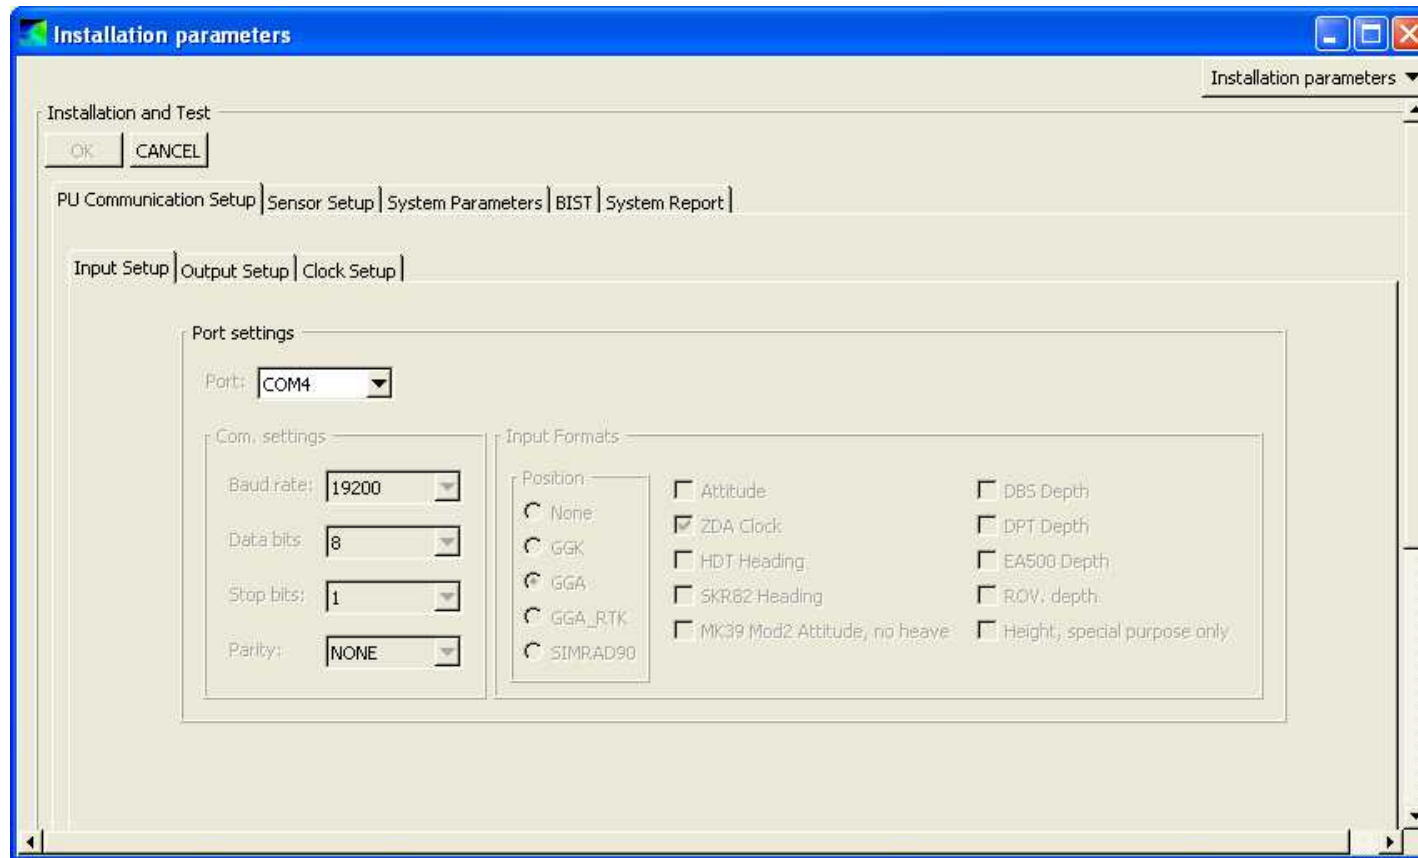 Installation parameters
Installation parameters
Installation and Test
OK CANCEL
PU Communication Setup Sensor Setup System Parameters BIST System Report
Input Setup Output Setup Clock Setup
Port settings
Port: COM4
Com. settings Input Formats
Baud rate: 19200 Position Attitude DBS Depth
None
Data bits 8 GGK ZDA Clock DPT Depth
GGA HDT Heading EA500 Depth
Stop bits: 1 GGA_RTK SKR82 Heading ROV. depth
Parity: NONE SIMRAD90 MK39 Mod2 Attitude, no heave Height, special purpose only